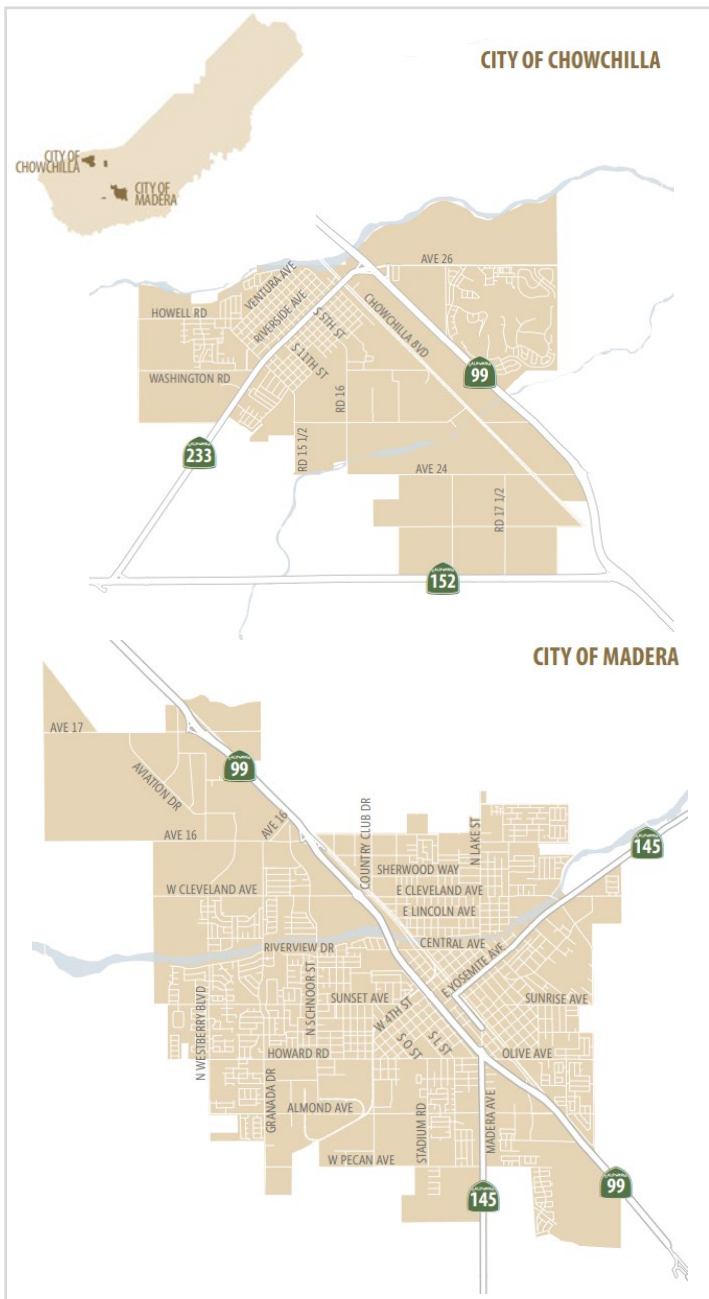 CITY OF CHOWCHILLA
CITY OF
CHOWCHILLA
CITY OF
MADERA
AVE 26
VENTURA AVE
HOWELL RD
RIVERSIDE AVE
S 5TH ST
CHOWCHILLA BVD
S 11TH ST
WASHINGTON RD
99
RD 16
RD 15 1/2
233
AVE 24
RD 17 1/2
152
CITY OF MADERA
AVE 17
99
AVIATION DR
AVE 16
AVE 16
COUNTRY CLUB DR
N LAKE ST
145
SHERWOOD WAY
W CLEVELAND AVE
E CLEVELAND AVE
E LINCOLN AVE
RIVERVIEW DR
CENTRAL AVE
E YOSEMITE AVE
N SCHNOOR ST
SUNSET AVE
SUNRISE AVE
N WESTBERRY BLVD
W 4TH ST
S L ST
S O ST
HOWARD RD
OLIVE AVE
GRANADA DR
ALMOND AVE
STADIUM RD
MADERA AVE
W PECAN AVE
145
99